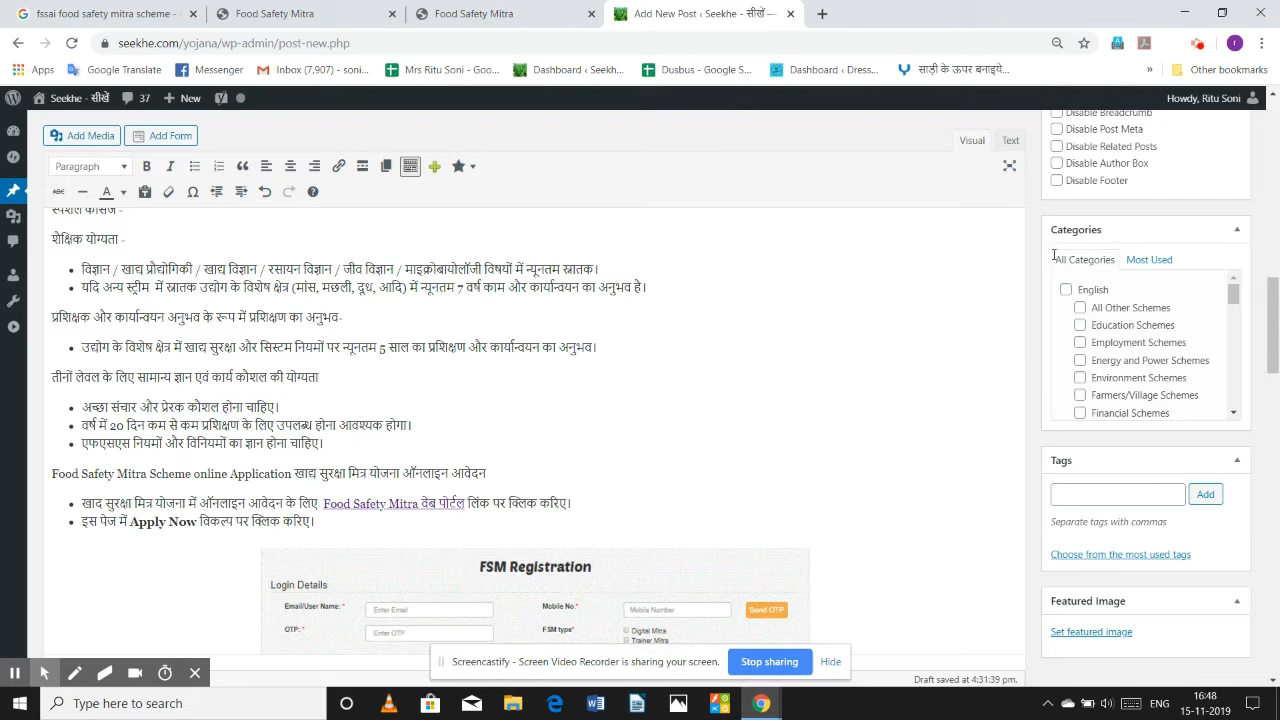 fssai food safety mitra scheme -
Food Safety Mitra
Food Safety Mitra
Add New Post ‹ Seekhe - सीखें —
seekhe.com/yojana/wp-admin/post-new.php
Apps
Google Translate
Messenger
Inbox (7,907) - soni...
Mrs Ritu Soni - Goo...
Dashboard ‹ Seekh...
Dusbus - Google S...
Dashboard ‹ Dress...
साड़ी के ऊपर बनाइये...
»
Other bookmarks
Seekhe - सीखें
37
New
Howdy, Ritu Soni
Add Media
Add Form
Visual
Text
Paragraph
स्पेशल कोर्सेज -
शैक्षिक योग्यता -
विज्ञान / खाद्य प्रौद्योगिकी / खाद्य विज्ञान / रसायन विज्ञान / जीव विज्ञान / माइक्रोबायोलॉजी विषयों में न्यूनतम स्नातक।
यदि अन्य स्ट्रीम में स्नातक उद्योग के विशेष क्षेत्र (मांस, मछली, दूध, आदि) में न्यूनतम 7 वर्ष काम और कार्यान्वयन का अनुभव है।
प्रशिक्षक और कार्यान्वयन अनुभव के रूप में प्रशिक्षण का अनुभव-
उद्योग के विशेष क्षेत्र में खाद्य सुरक्षा और सिस्टम नियमों पर न्यूनतम 5 साल का प्रशिक्षण और कार्यान्वयन का अनुभव।
तीनों लेवल के लिए सामान्य ज्ञान एवं कार्य कौशल की योग्यता
अच्छा संचार और प्रेरक कौशल होना चाहिए।
वर्ष में 20 दिन कम से कम प्रशिक्षण के लिए उपलब्ध होना आवश्यक होगा।
एफएसएस नियमों और विनियमों का ज्ञान होना चाहिए।
Food Safety Mitra Scheme online Application खाद्य सुरक्षा मित्र योजना ऑनलाइन आवेदन
खाद सुरक्षा मित्र योजना में ऑनलाइन आवेदन के लिए Food Safety Mitra वेब पोर्टल लिंक पर क्लिक करिए।
इस पेज में Apply Now विकल्प पर क्लिक करिए।
FSM Registration
Login Details
Email/User Name: *
Enter Email
Mobile No.*
Mobile Number
Send OTP
OTP: *
Enter OTP
FSM type*
Digital Mitra
Trainer Mitra
Disable Breadcrumb
Disable Post Meta
Disable Related Posts
Disable Author Box
Disable Footer
Categories
All Categories
Most Used
English
All Other Schemes
Education Schemes
Employment Schemes
Energy and Power Schemes
Environment Schemes
Farmers/Village Schemes
Financial Schemes
Tags
Add
Separate tags with commas
Choose from the most used tags
Featured Image
Set featured image
Screencastify - Screen Video Recorder is sharing your screen.
Stop sharing
Hide
Draft saved at 4:31:39 pm.
Type here to search
ENG
16:48
15-11-2019